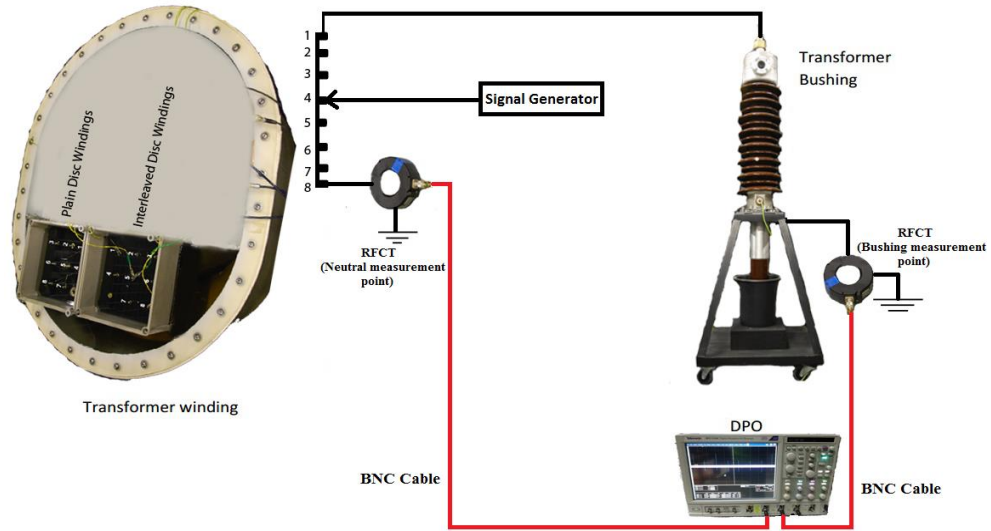 1
2
3
4
5
6
7
8
Signal Generator
Transformer
Bushing
Plain Disc Windings
Interleaved Disc Windings
RFCT
(Neutral measurement
point)
RFCT
(Bushing measurement
point)
Transformer winding
DPO
BNC Cable
BNC Cable